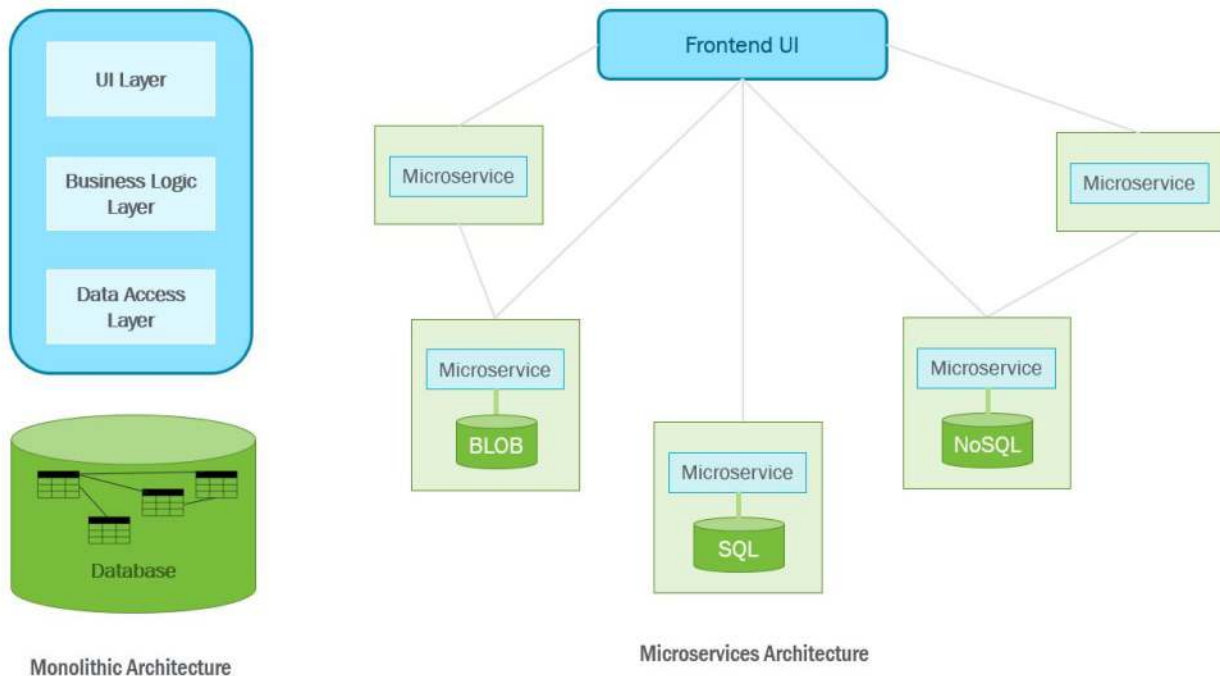 UI Layer
Business Logic
Layer
Data Access
Layer
Database
Monolithic Architecture
Frontend UI
Microservice
Microservice
Microservice
BLOB
Microservice
SQL
Microservice
NoSQL
Microservices Architecture